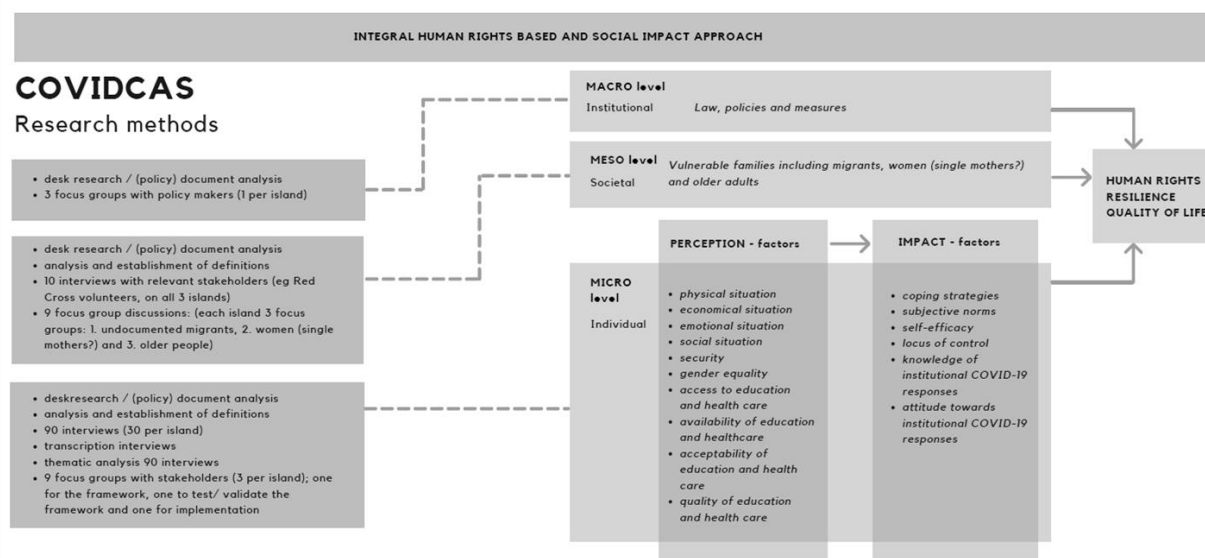 INTEGRAL HUMAN RIGHTS BASED AND SOCIAL IMPACT APPROACH
COVIDCAS
Research methods
• desk research / (policy) document analysis
• 3 focus groups with policy makers (1 per island)
• desk research / (policy) document analysis
• analysis and establishment of definitions
• 10 interviews with relevant stakeholders (eg Red
Cross volunteers, on all 3 islands)
• 9 focus group discussions: (each island 3 focus
groups: 1. undocumented migrants, 2. women (single
mothers?) and 3. older people)
• deskresearch / (policy) document analysis
• analysis and establishment of definitions
• 90 interviews (30 per island)
• transcription interviews
• thematic analysis 90 interviews
• 9 focus groups with stakeholders (3 per island); one
for the framework, one to test/ validate the
framework and one for implementation
MACRO level
Institutional
Law, policies and measures
MESO level
Societal
Vulnerable families including migrants, women (single mothers?)
and older adults
MICRO
level
Individual
PERCEPTION - factors
• physical situation
• economical situation
• emotional situation
• social situation
• security
• gender equality
• access to education
and health care
• availability of education
and healthcare
• acceptability of
education and health
care
• quality of education
and health care
IMPACT - factors
• coping strategies
• subjective norms
• self-efficacy
• locus of control
• knowledge of
institutional COVID-19
responses
• attitude towards
institutional COVID-19
responses
HUMAN RIGHTS
RESILIENCE
QUALITY OF LIFE